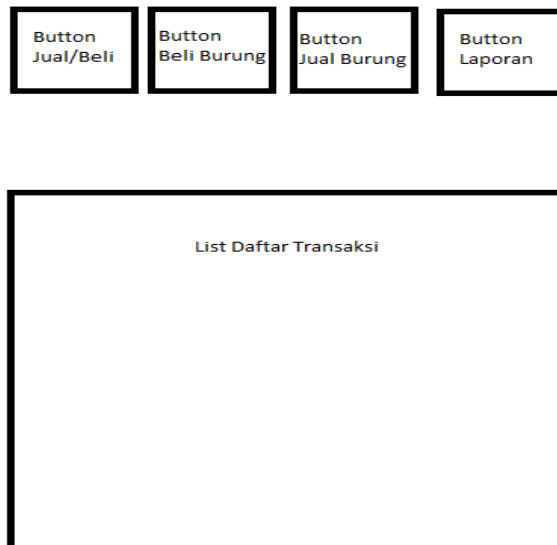 Button
Jual/Beli
Button
Beli Burung
Button
Jual Burung
Button
Laporan
List Daftar Transaksi